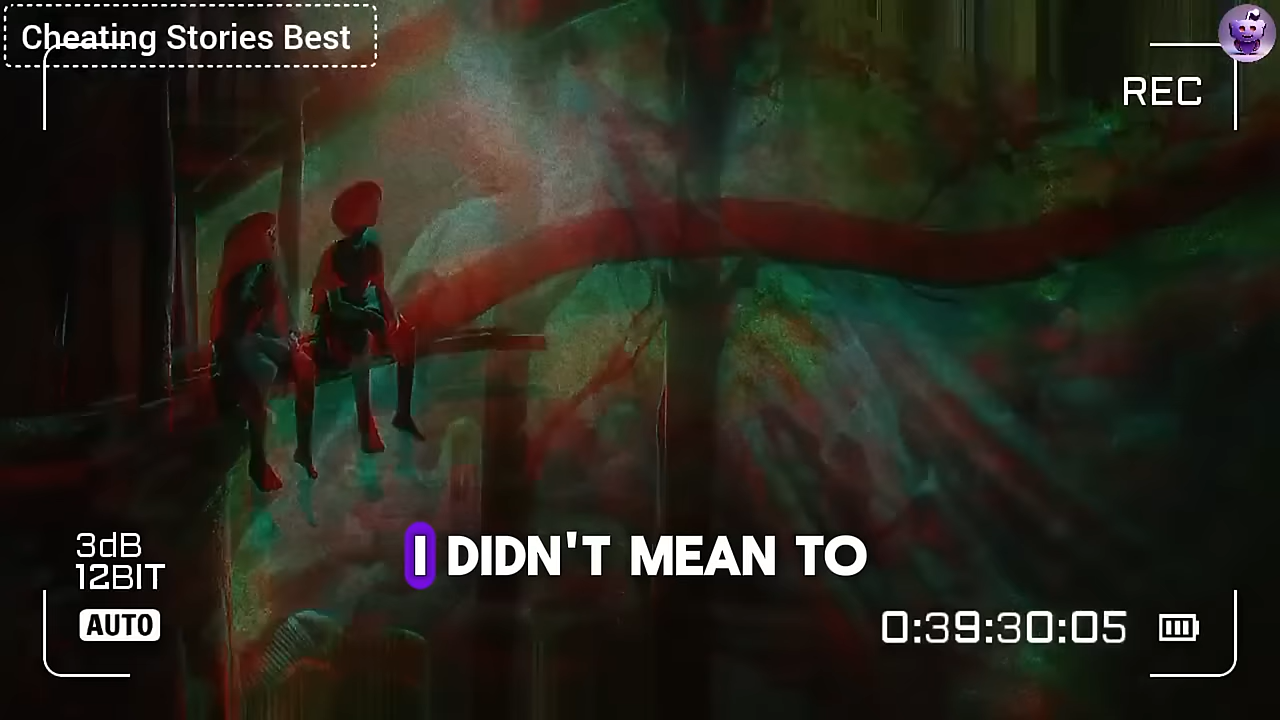 Cheating Stories Best
REC
I DIDN'T MEAN TO
3dB
12BIT
AUTO
0:39:30:05